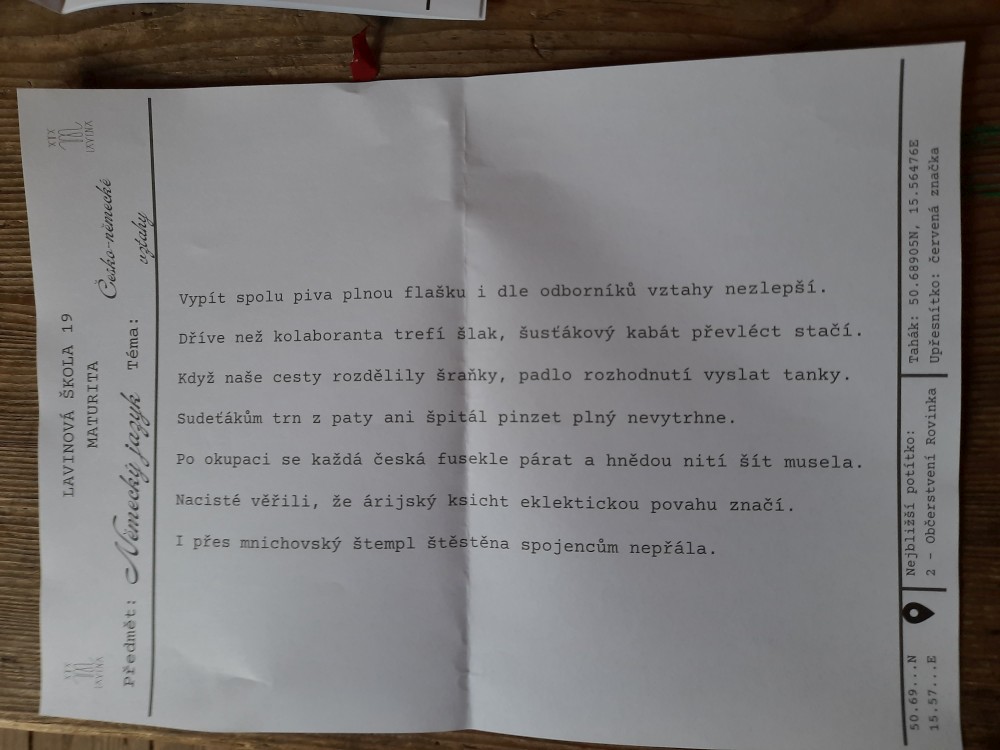 LAVINOVÁ ŠKOLA 19
MATURITA
Předmět: Německý jazyk Téma: Česko-německé
vztahy
XIX
LAVINA
XIX
LAVINA
Vypít spolu piva plnou flašku i dle odborníků vztahy nezlepší.
Dříve než kolaboranta trefí šlak, šusťákový kabát převléct stačí.
Když naše cesty rozdělily šraňky, padlo rozhodnutí vyslat tanky.
Sudeťákům trn z paty ani špitál pinzet plný nevytrhne.
Po okupaci se každá česká fusekle párat a hnědou nití šít musela.
Nacisté věřili, že árijský ksicht eklektickou povahu značí.
I přes mnichovský štempl štěstěna spojencům nepřála.
50.69...N
15.57...E
Nejbližší potítko:
2 - Občerstvení Rovinka
Tahák: 50.68905N, 15.56476E
Upřesnítko: červená značka